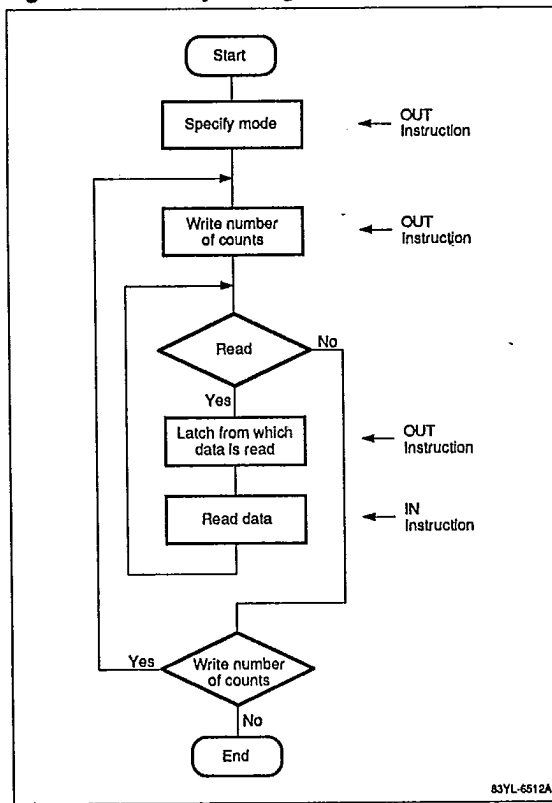 Start
Specify mode
OUT
Instruction
Write number
of counts
OUT
Instruction
Read
No
Yes
Latch from which
data is read
OUT
Instruction
Read data
IN
Instruction
Yes
Write number
of counts
No
End
83YL-6512A